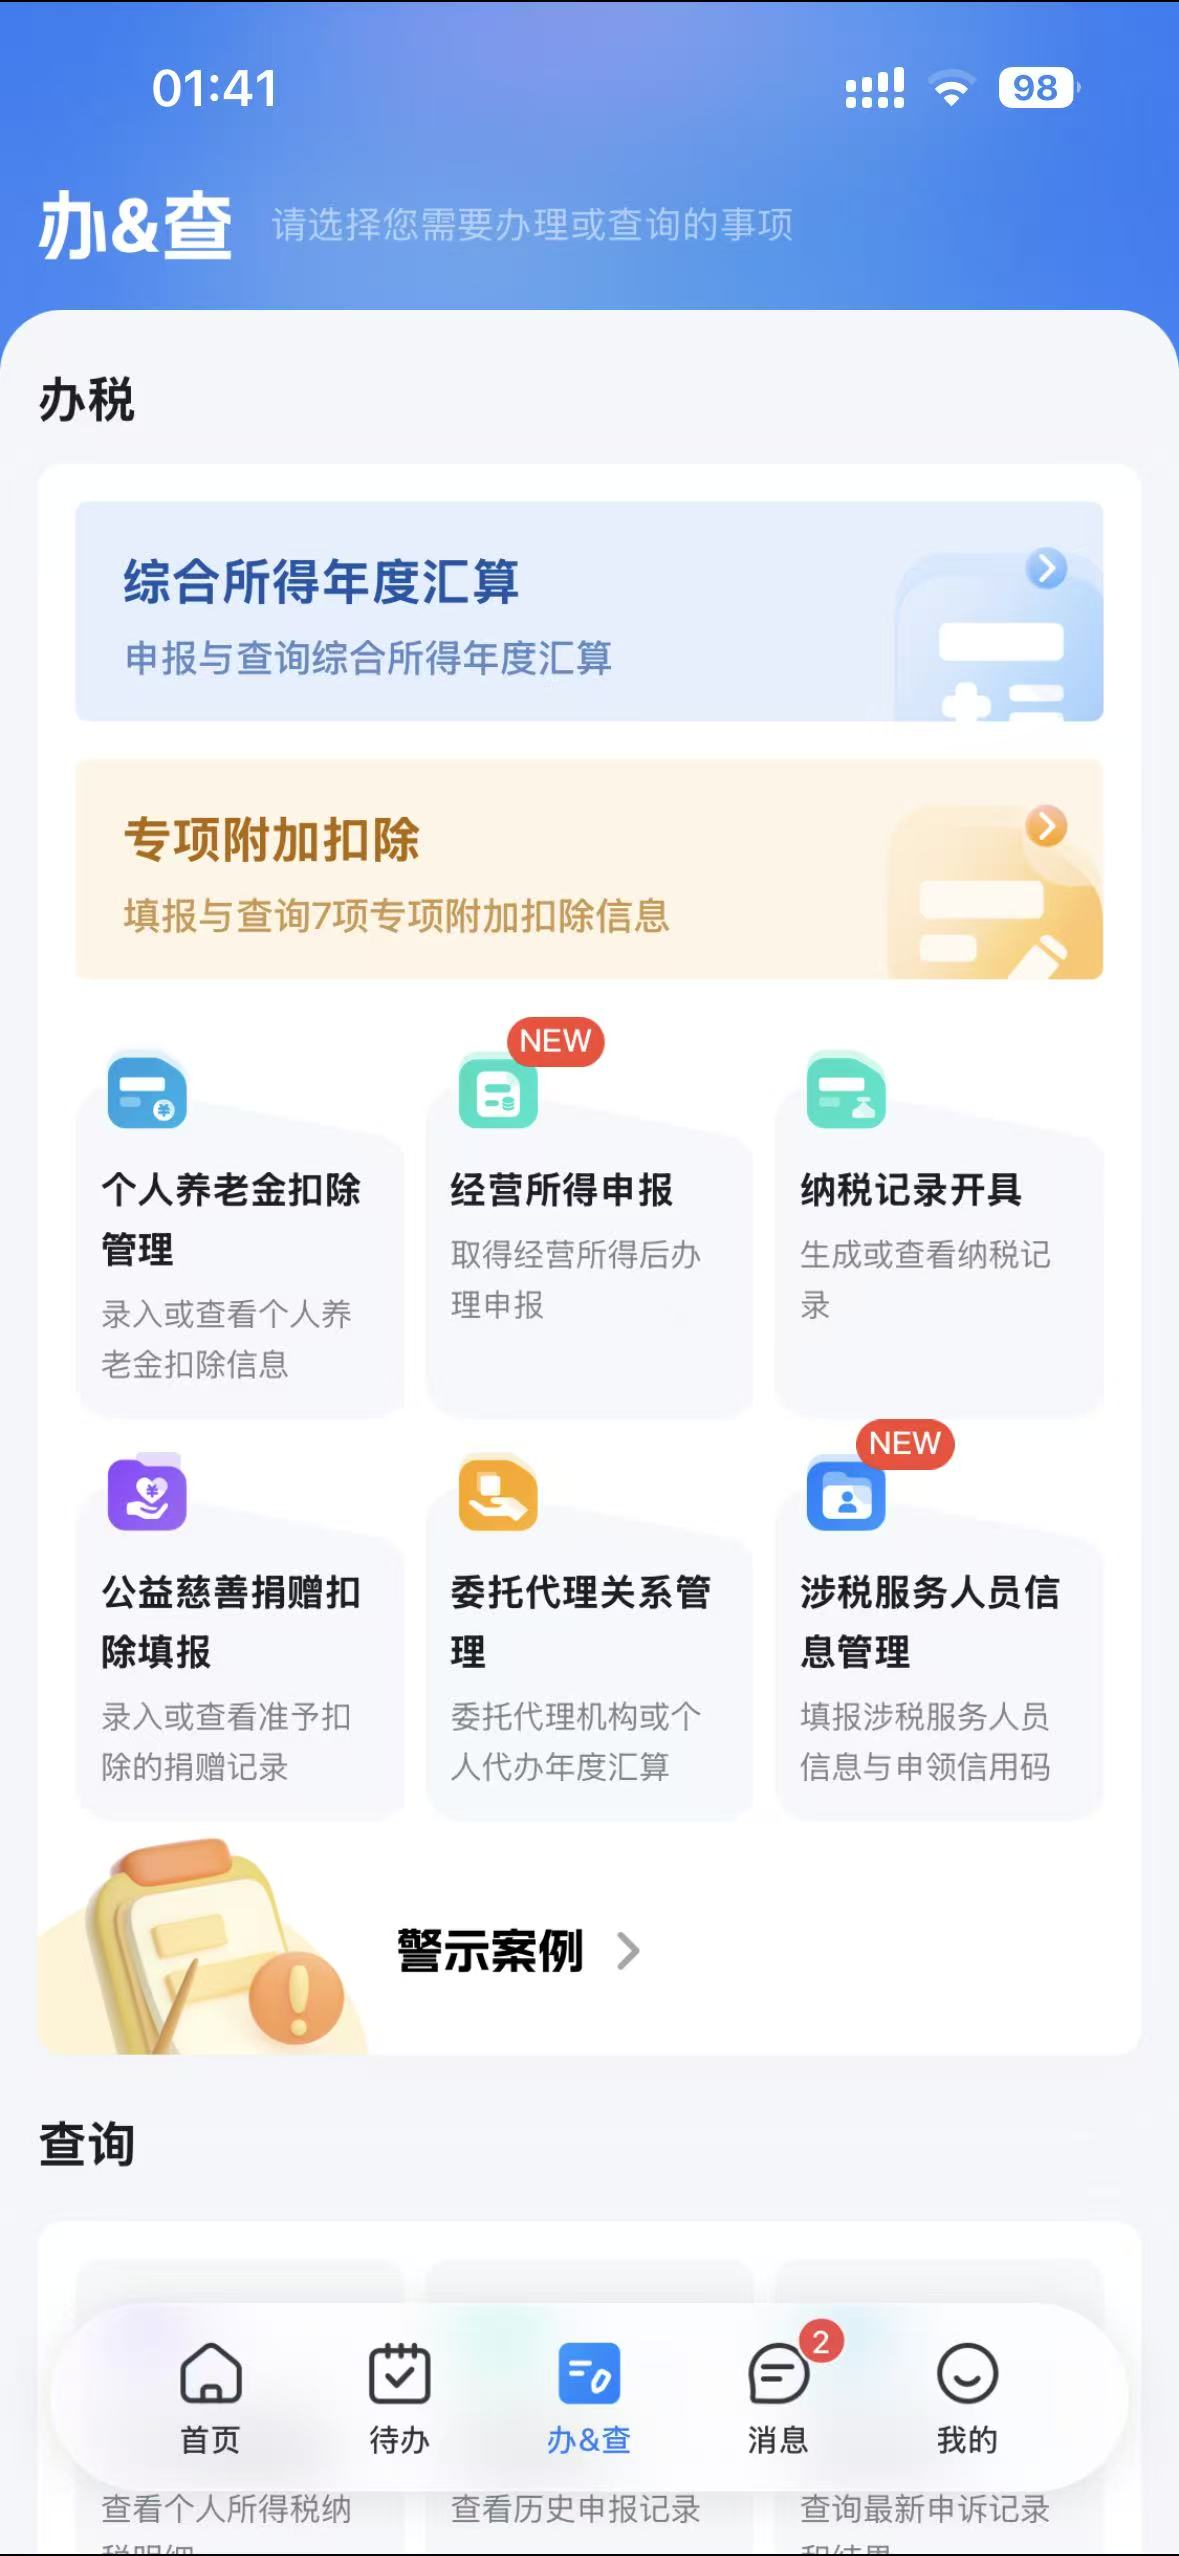 01:41
98
办&查
请选择您需要办理或查询的事项
办税
综合所得年度汇算
申报与查询综合所得年度汇算
专项附加扣除
填报与查询7项专项附加扣除信息
个人养老金扣除
管理
录入或查看个人养
老金扣除信息
NEW
经营所得申报
取得经营所得后办
理申报
纳税记录开具
生成或查看纳税记
录
公益慈善捐赠扣
除填报
录入或查看准予扣
除的捐赠记录
委托代理关系管
理
委托代理机构或个
人代办年度汇算
NEW
涉税服务人员信
息管理
填报涉税服务人员
信息与申领信用码
警示案例
查询
首页
待办
办&查
2
消息
我的
查看个人所得税纳
税明细
查看历史申报记录
查询最新申诉记录
和结果